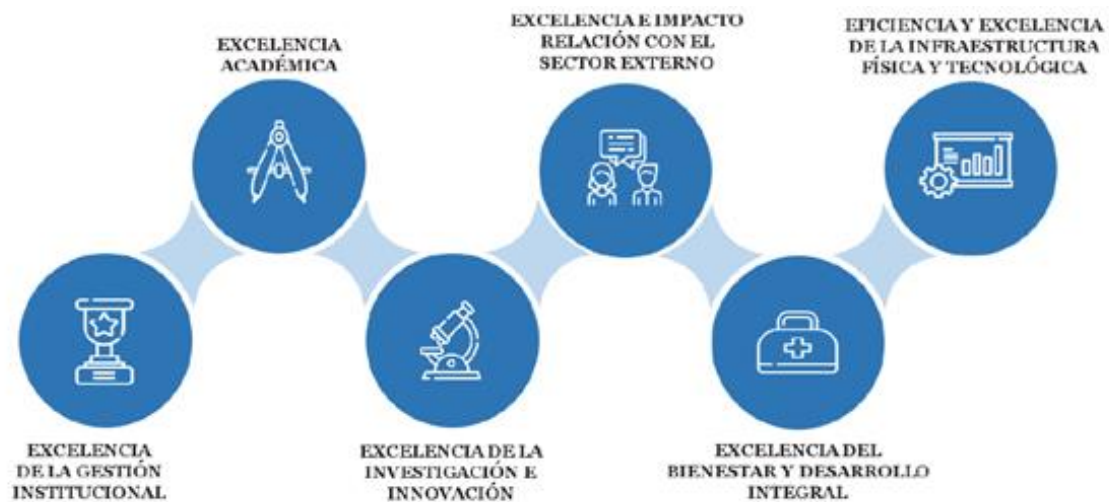 EXCELENCIA
ACADÉMICA
EXCELENCIA E IMPACTO
RELACIÓN CON EL
SECTOR EXTERNO
EFICIENCIA Y EXCELENCIA
DE LA INFRAESTRUCTURA
FÍSICA Y TECNOLÓGICA
EXCELENCIA
DE LA GESTIÓN
INSTITUCIONAL
EXCELENCIA DE LA
INVESTIGACIÓN E
INNOVACIÓN
EXCELENCIA DEL
BIENESTAR Y DESARROLLO
INTEGRAL